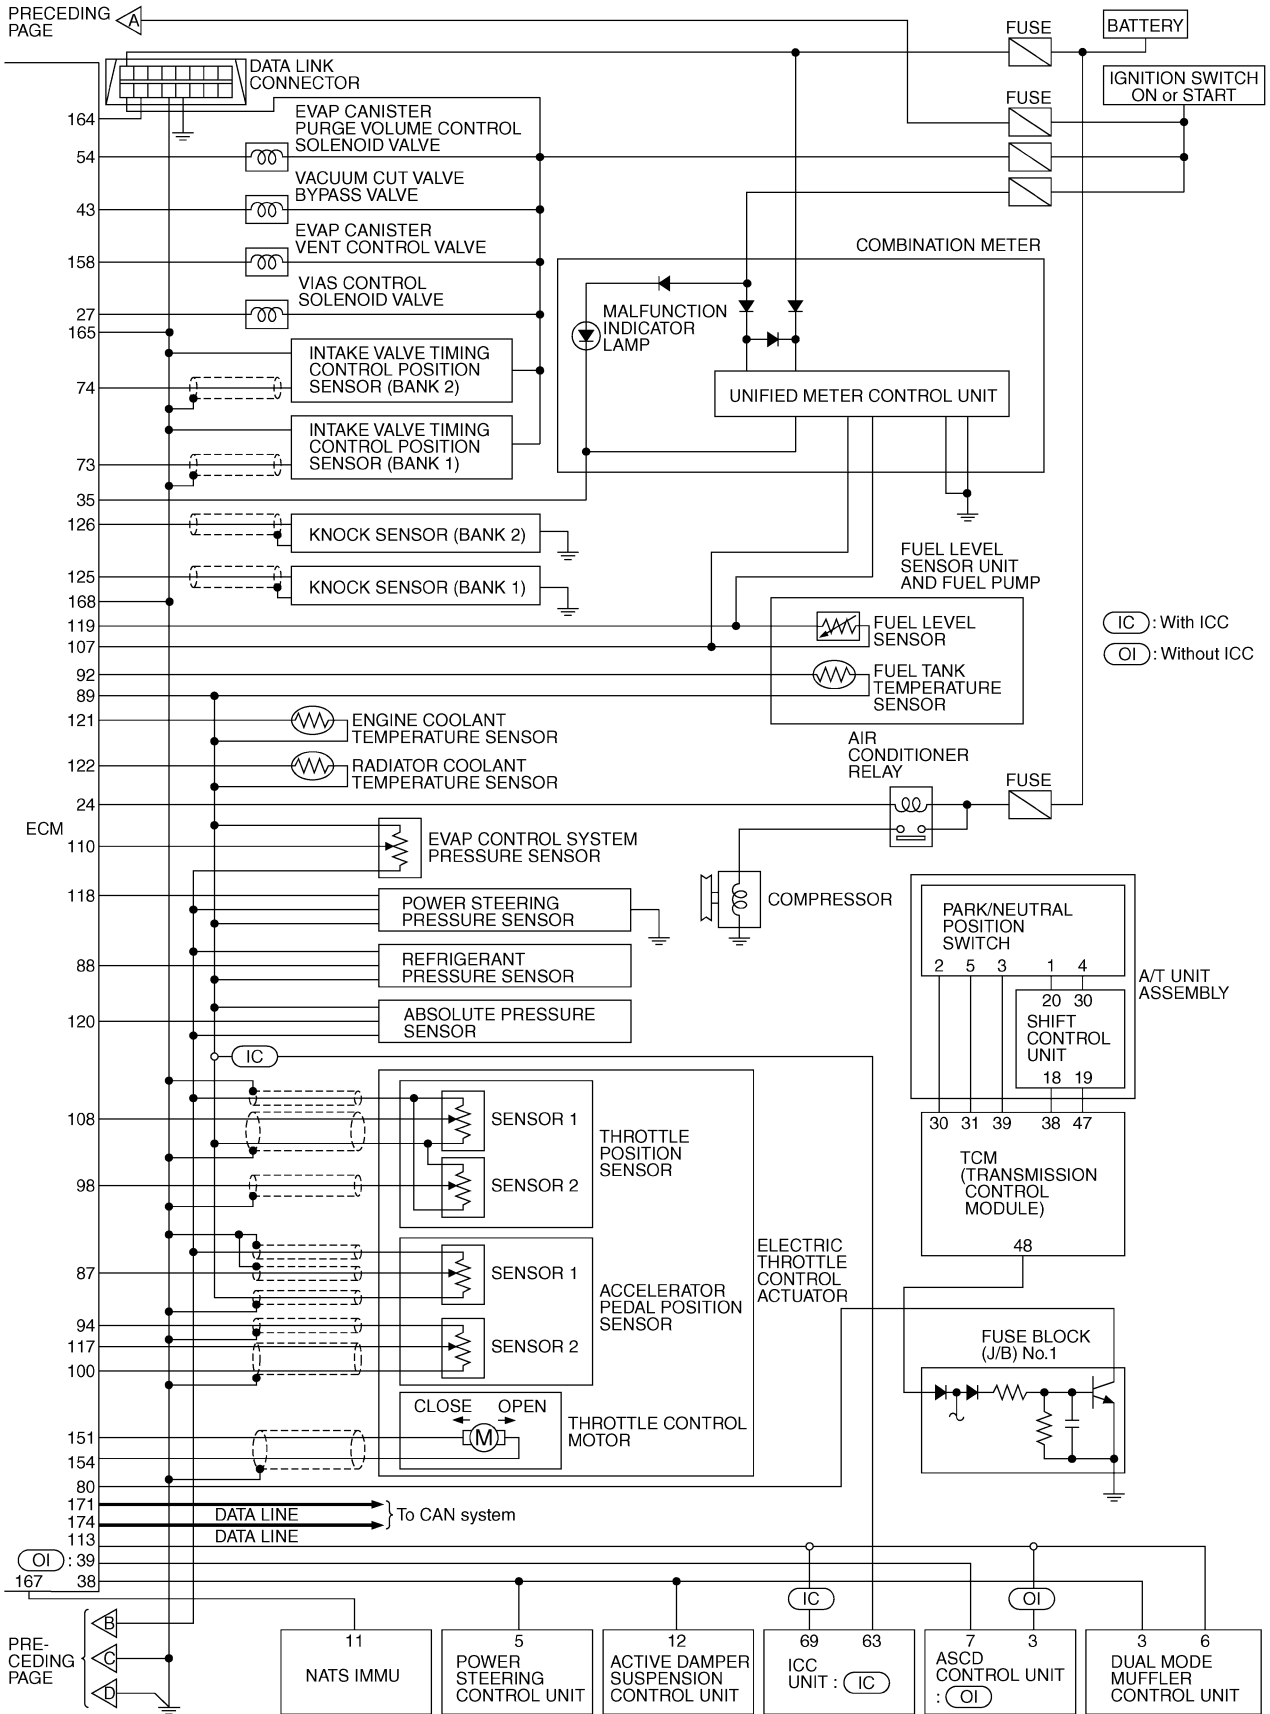 PRECEDING
PAGE
A
FUSE
BATTERY
DATA LINK
CONNECTOR
IGNITION SWITCH
ON or START
FUSE
164
EVAP CANISTER
PURGE VOLUME CONTROL
SOLENOID VALVE
54
VACUUM CUT VALVE
BYPASS VALVE
43
EVAP CANISTER
VENT CONTROL VALVE
158
COMBINATION METER
VIAS CONTROL
SOLENOID VALVE
27
165
MALFUNCTION
INDICATOR
LAMP
INTAKE VALVE TIMING
CONTROL POSITION
SENSOR (BANK 2)
74
UNIFIED METER CONTROL UNIT
INTAKE VALVE TIMING
CONTROL POSITION
SENSOR (BANK 1)
73
35
126
KNOCK SENSOR (BANK 2)
125
KNOCK SENSOR (BANK 1)
168
FUEL LEVEL
SENSOR UNIT
AND FUEL PUMP
119
FUEL LEVEL
SENSOR
107
IC : With ICC
OI : Without ICC
92
FUEL TANK
TEMPERATURE
SENSOR
89
121
ENGINE COOLANT
TEMPERATURE SENSOR
122
RADIATOR COOLANT
TEMPERATURE SENSOR
AIR
CONDITIONER
RELAY
FUSE
24
ECM
110
EVAP CONTROL SYSTEM
PRESSURE SENSOR
118
POWER STEERING
PRESSURE SENSOR
COMPRESSOR
88
REFRIGERANT
PRESSURE SENSOR
120
ABSOLUTE PRESSURE
SENSOR
PARK/NEUTRAL
POSITION
SWITCH
2 5 3 1 4
20 30
SHIFT
CONTROL
UNIT
18 19
A/T UNIT
ASSEMBLY
30 31 39 38 47
TCM
(TRANSMISSION
CONTROL
MODULE)
48
IC
108
SENSOR 1
THROTTLE
POSITION
SENSOR
98
SENSOR 2
87
SENSOR 1
ACCELERATOR
PEDAL POSITION
SENSOR
94
117
SENSOR 2
100
ELECTRIC
THROTTLE
CONTROL
ACTUATOR
FUSE BLOCK
(J/B) No.1
CLOSE OPEN
M
THROTTLE CONTROL
MOTOR
151
154
80
171
DATA LINE
174
DATA LINE
To CAN system
113
OI : 39
167 38
IC
OI
PRE-
CEDING
PAGE
B
C
D
11
NATS IMMU
5
POWER
STEERING
CONTROL UNIT
12
ACTIVE DAMPER
SUSPENSION
CONTROL UNIT
69 63
ICC
UNIT : IC
7 3
ASCD
CONTROL UNIT
: OI
3 6
DUAL MODE
MUFFLER
CONTROL UNIT